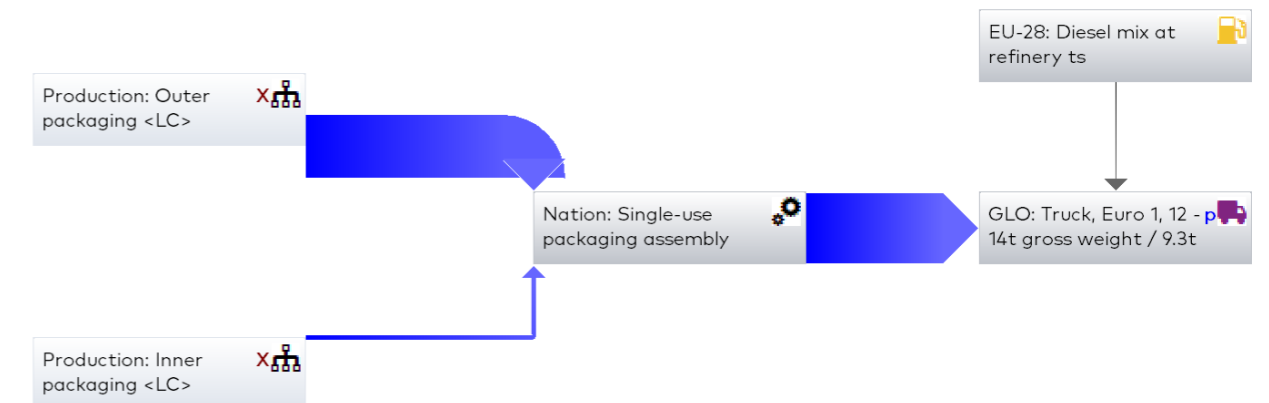 EU-28: Diesel mix at
refinery ts
Production: Outer X
packaging <LC>
Nation: Single-use
packaging assembly
GLO: Truck, Euro 1, 12 - p
14t gross weight / 9.3t
Production: Inner X
packaging <LC>